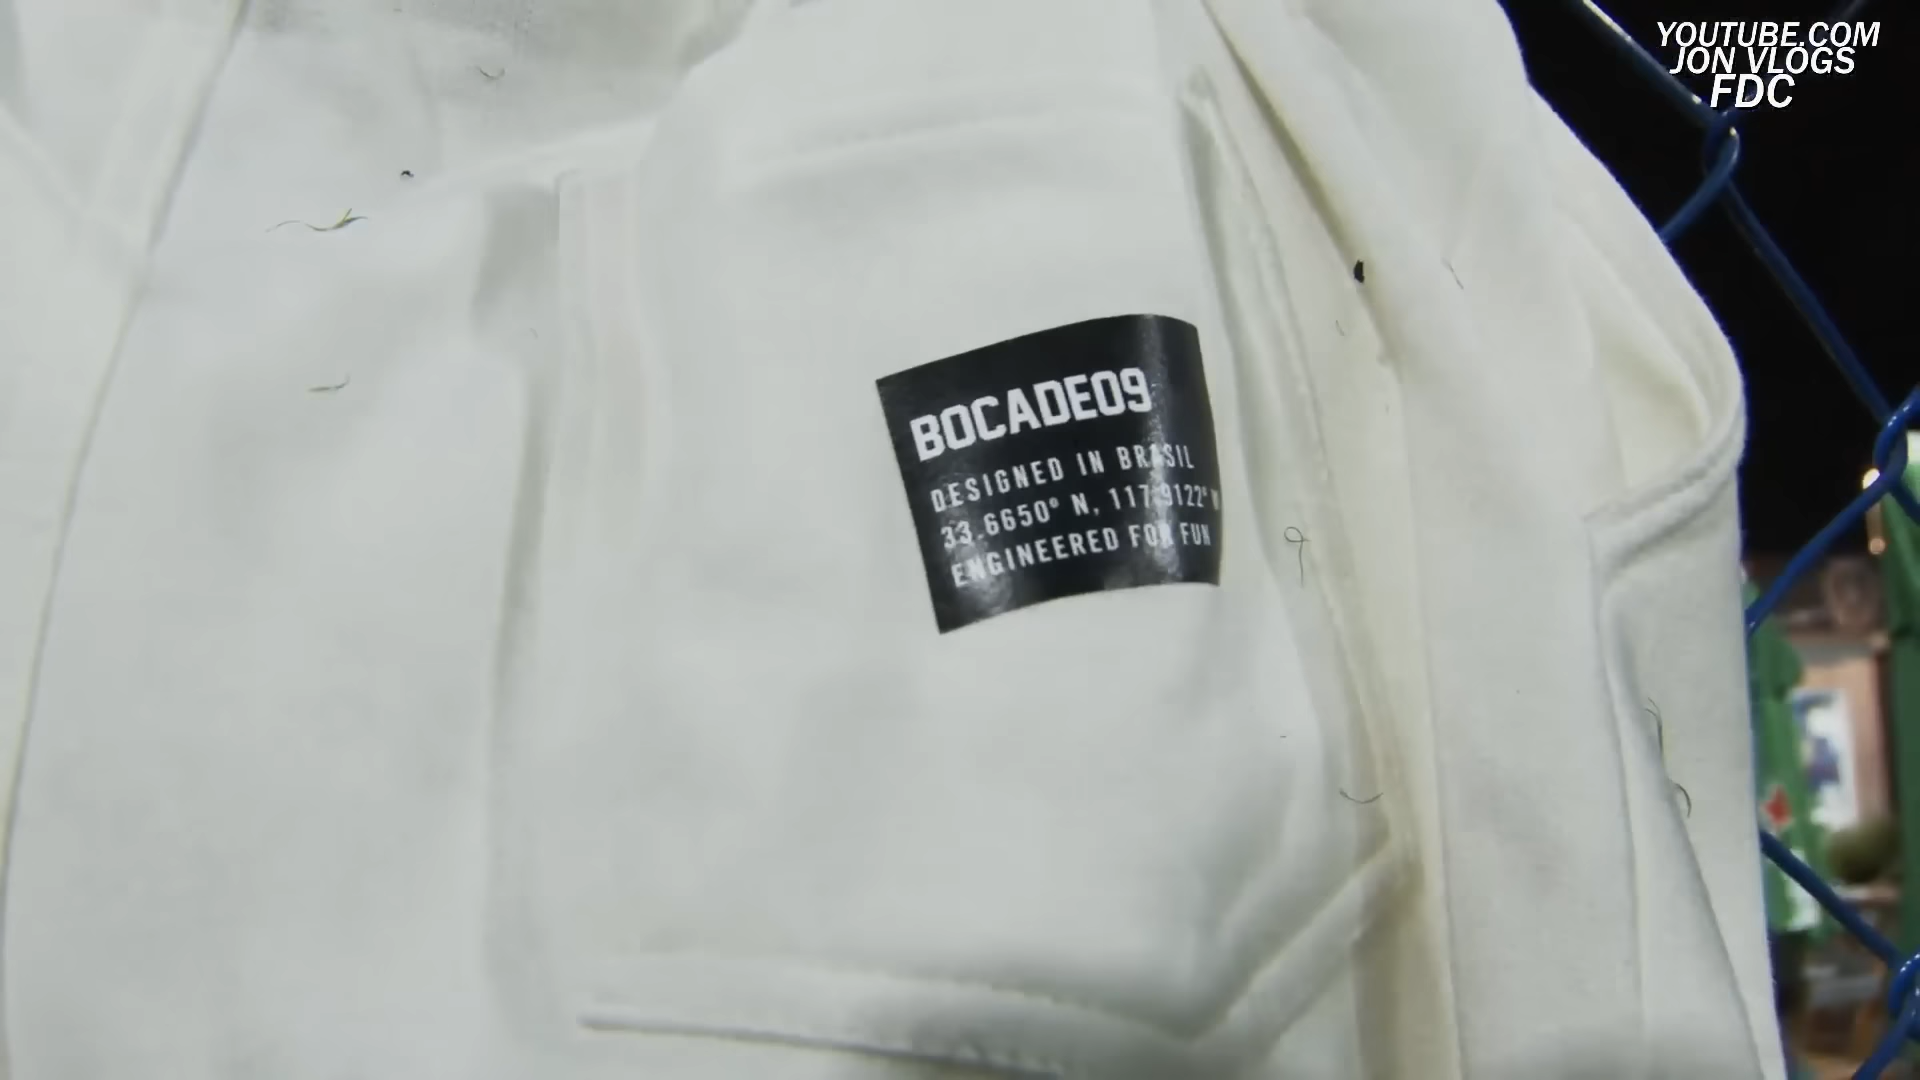 YOUTUBE.COM
JON VLOGS
FDC
BOCADE09
DESIGNED IN BRASIL
33.6650° N, 117.9122° W
ENGINEERED FOR FUN